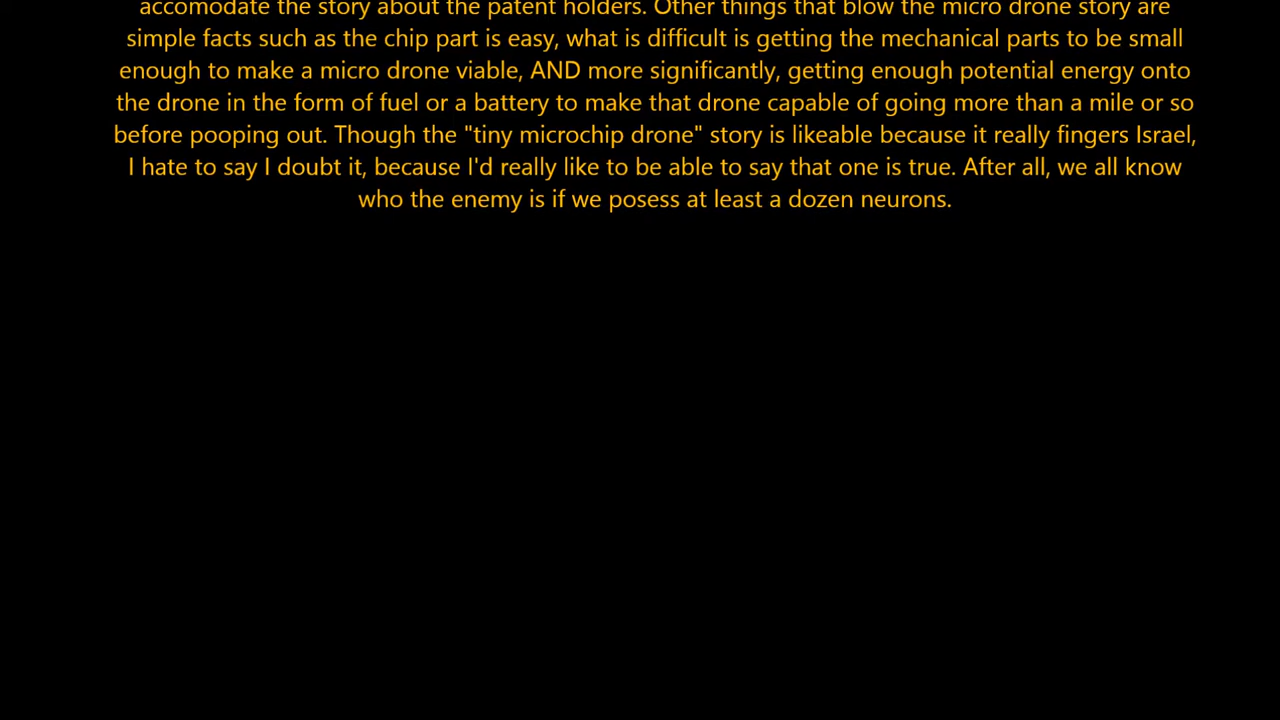 accomodate the story about the patent holders. Other things that blow the micro drone story are
simple facts such as the chip part is easy, what is difficult is getting the mechanical parts to be small
enough to make a micro drone viable, AND more significantly, getting enough potential energy onto
the drone in the form of fuel or a battery to make that drone capable of going more than a mile or so
before pooping out. Though the "tiny microchip drone" story is likeable because it really fingers Israel,
I hate to say I doubt it, because I'd really like to be able to say that one is true. After all, we all know
who the enemy is if we posess at least a dozen neurons.